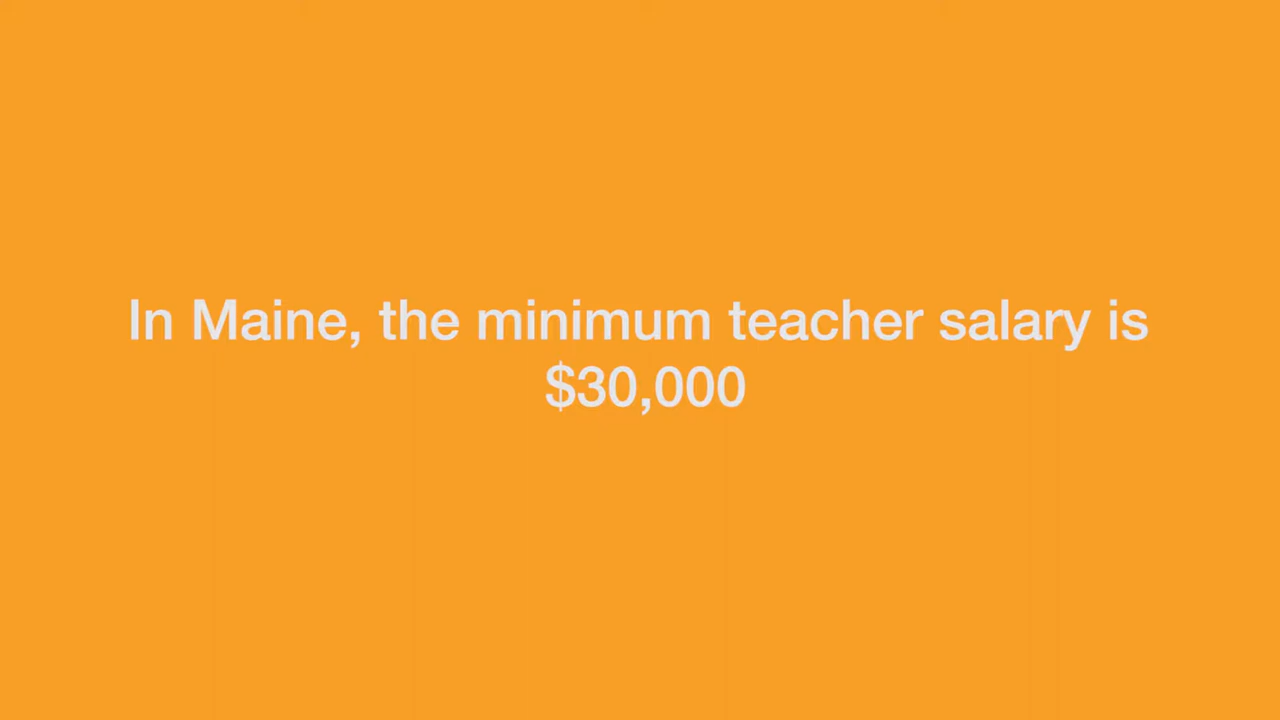 In Maine, the minimum teacher salary is
$30,000